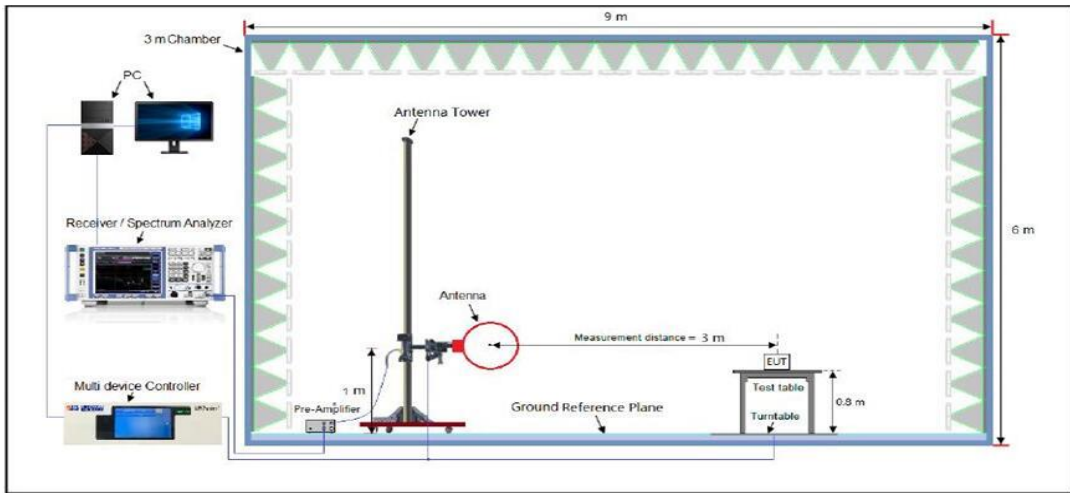 9 m
3 m Chamber
PC
Antenna Tower
Receiver / Spectrum Analyzer
6 m
Antenna
Measurement distance = 3 m
EUT
Multi device Controller
1 m
Pre-Amplifier
Ground Reference Plane
Test table
Turntable
0.8 m